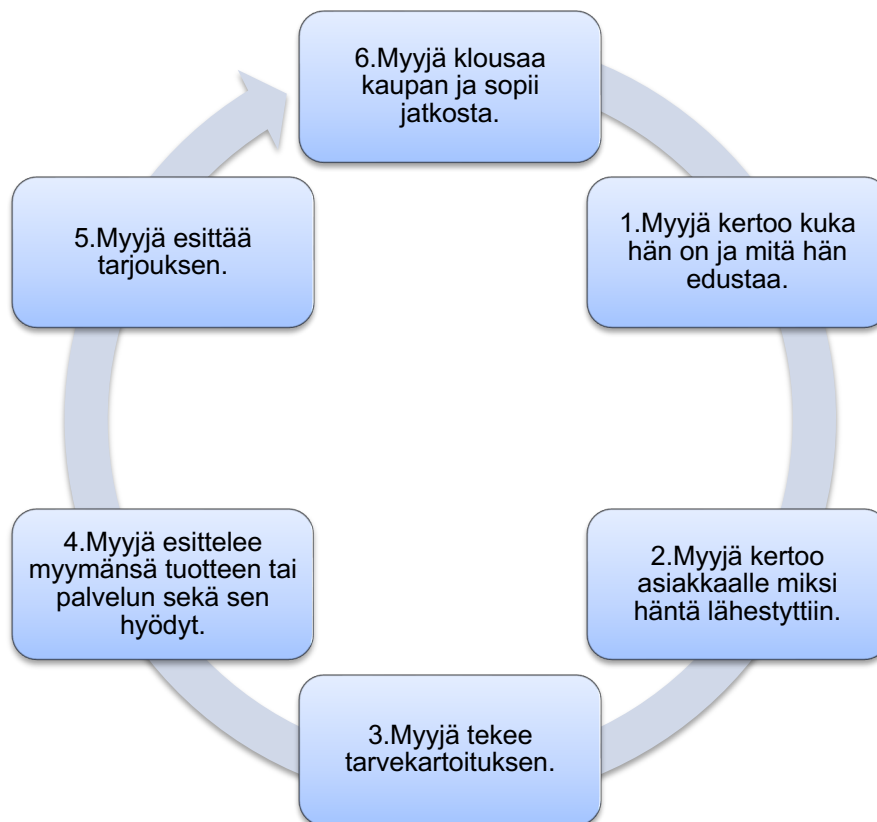 6.Myyjä klousaa
kaupan ja sopii
jatkosta.
1.Myyjä kertoo kuka
hän on ja mitä hän
edustaa.
2.Myyjä kertoo
asiakkaalle miksi
häntä lähestyttiin.
3.Myyjä tekee
tarvekartoituksen.
4.Myyjä esittelee
myymänsä tuotteen tai
palvelun sekä sen
hyödyt.
5.Myyjä esittää
tarjouksen.